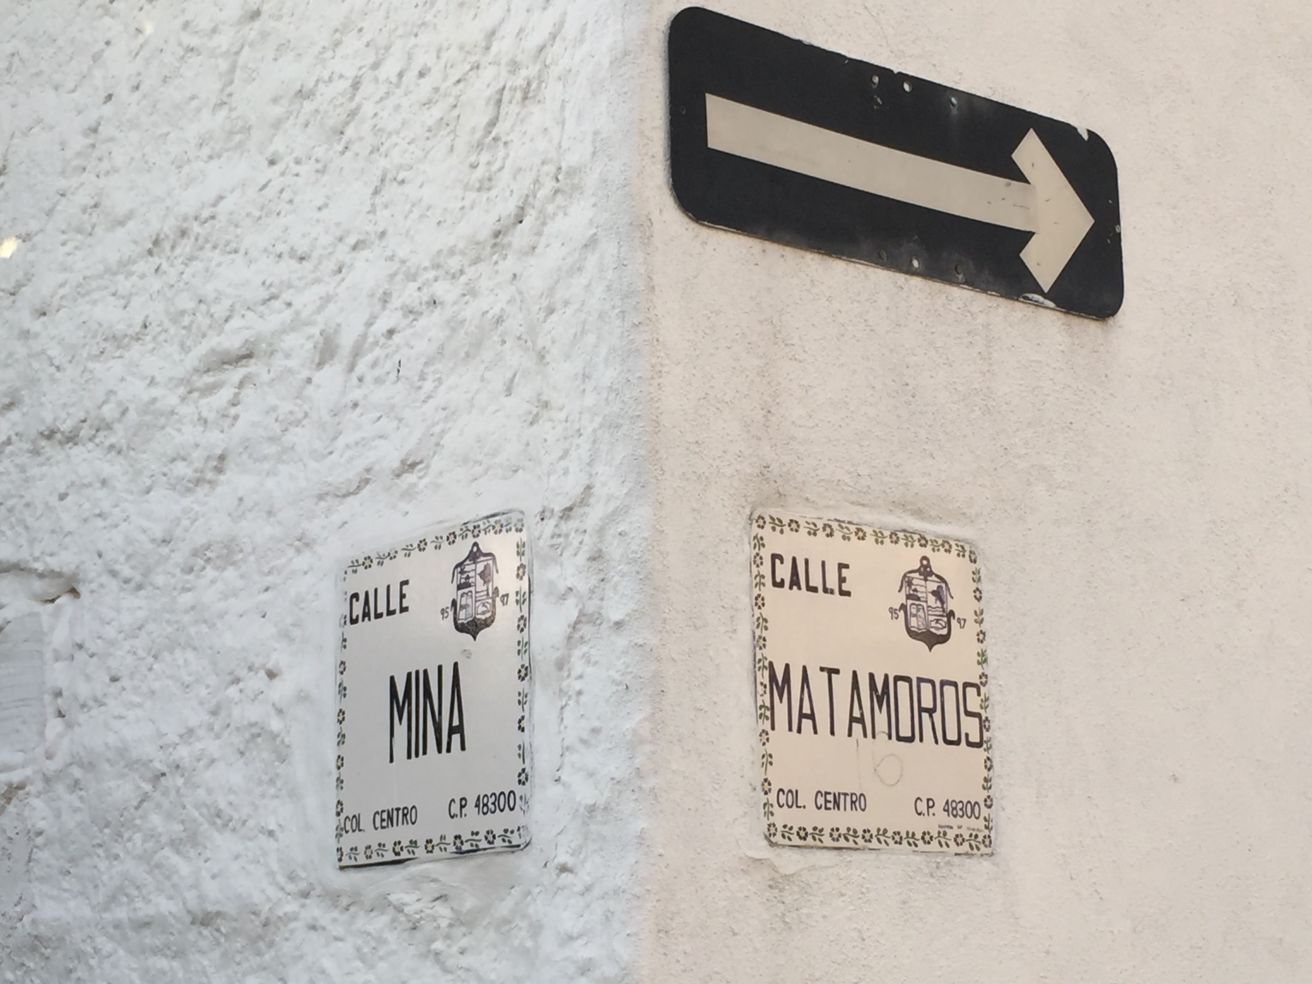 CALLE
95 97
MINA
COL. CENTRO C.P. 48300
CALLE
95 97
MATAMOROS
COL. CENTRO C.P. 48300